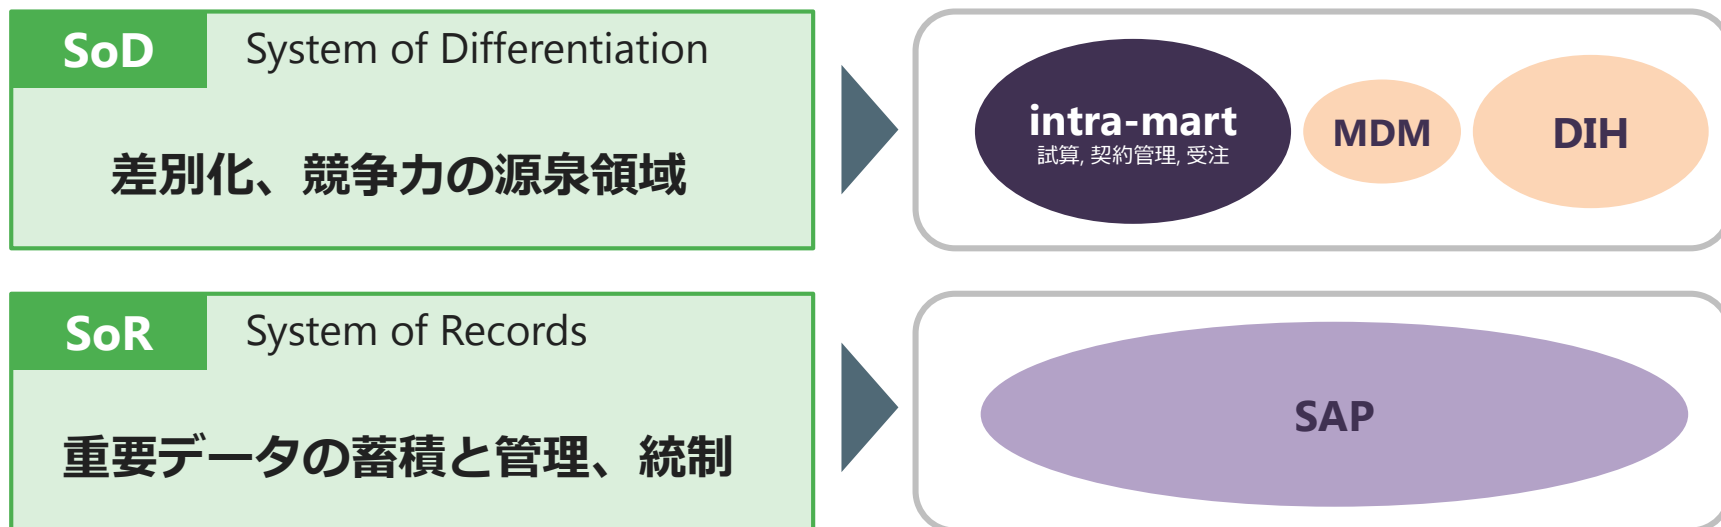 SoD
System of Differentiation
差別化、競争力の源泉領域
intra-mart
試算, 契約管理, 受注
MDM
DIH
SoR
System of Records
重要データの蓄積と管理、統制
SAP